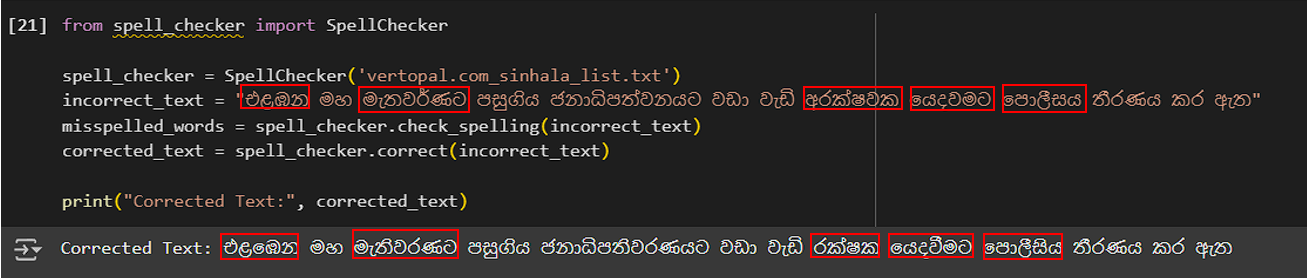 [21] from spell_checker import SpellChecker
spell_checker = SpellChecker('vertopal.com_sinhala_list.txt')
incorrect_text = "එළඹන මහ මැතවර්ණට පසුගිය ජනාධිපත්වනයට වඩා වැඩි අරක්ෂවක යෙදවමට පොලීසය තීරණය කර ඇත"
misspelled_words = spell_checker.check_spelling(incorrect_text)
corrected_text = spell_checker.correct(incorrect_text)
print("Corrected Text:", corrected_text)
Corrected Text: එළඹෙන මහ මැතිවරණට පසුගිය ජනාධිපතිවරණයට වඩා වැඩි රක්ෂක යෙදවීමට පොලීසිය තීරණය කර ඇත